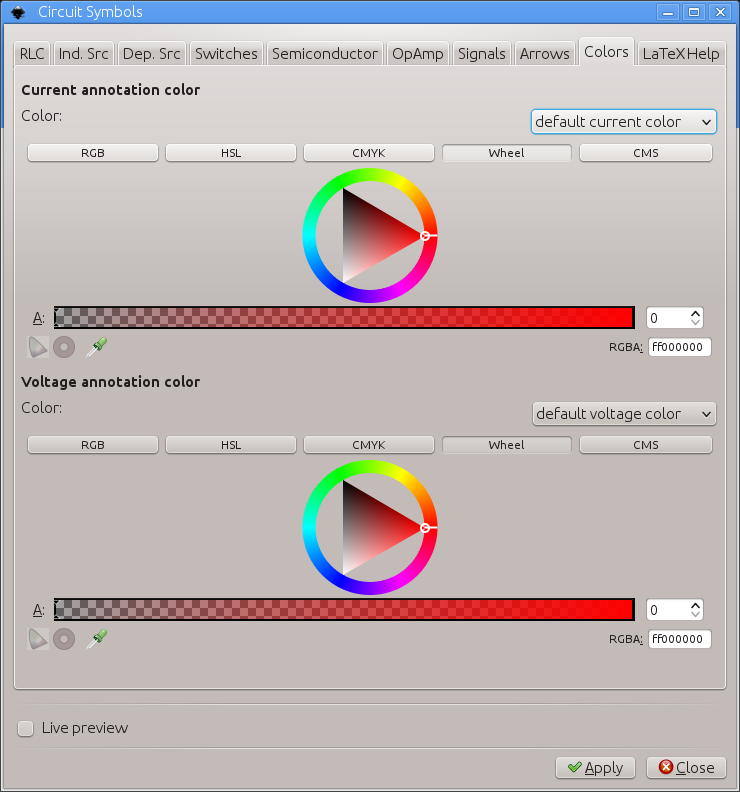 Circuit Symbols
RLC Ind. Src Dep. Src Switches Semiconductor OpAmp Signals Arrows Colors LaTeXHelp
Current annotation color
Color: default current color
RGB HSL CMYK Wheel CMS
A: 0
RGBA: ff000000
Voltage annotation color
Color: default voltage color
RGB HSL CMYK Wheel CMS
A: 0
RGBA: ff000000
Live preview
Apply Close